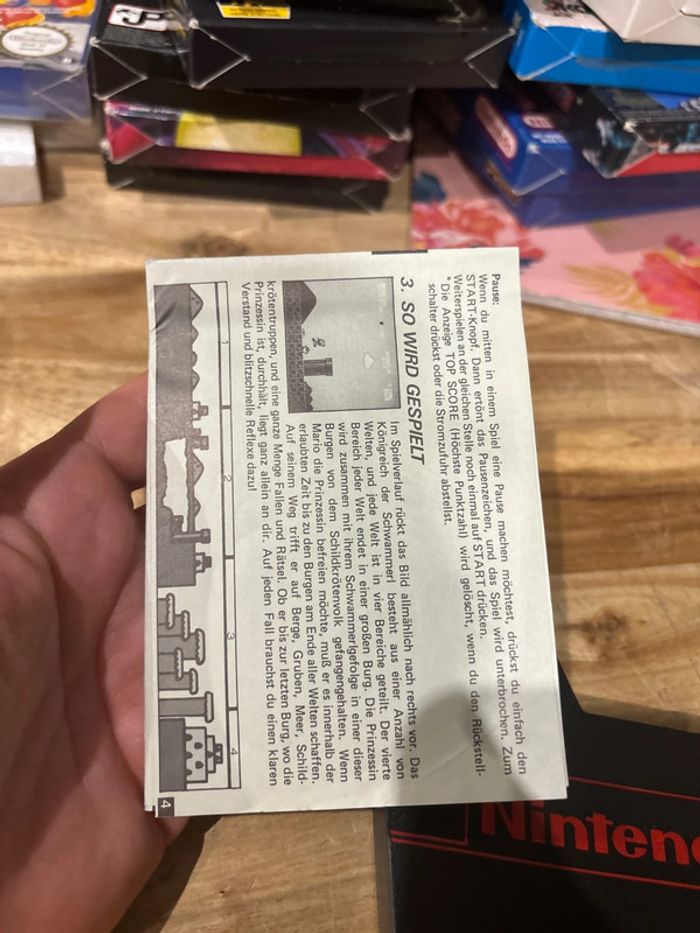 Pause:
Wenn du mitten in einem Spiel eine Pause machen möchtest, drückst du einfach den
START-Knopf. Dann ertönt das Pausenzeichen, und das Spiel wird unterbrochen. Zum
Weiterspielen an der gleichen Stelle noch einmal auf START drücken.
* Die Anzeige TOP SCORE (Höchste Punktzahl) wird gelöscht, wenn du den Rückstell-
schalter drückst oder die Stromzufuhr abstellst.
3. SO WIRD GESPIELT
Im Spielverlauf rückt das Bild allmählich nach rechts vor. Das
Königreich der Schwammerl besteht aus einer Anzahl von
Welten, und jede Welt ist in vier Bereiche geteilt. Der vierte
Bereich jeder Welt endet in einer großen Burg. Die Prinzessin
wird zusammen mit ihrem Schwammerlgefolge in einer dieser
Burgen von dem Schildkrötenvolk gefangengehalten. Wenn
Mario die Prinzessin befreien möchte, muß er es innerhalb der
erlaubten Zeit bis zu den Burgen am Ende aller Welten schaffen.
Auf seinem Weg trifft er auf Berge, Gruben, Meer, Schild-
krötentruppen, und eine ganze Menge Fallen und Rätsel. Ob er bis zur letzten Burg, wo die
Prinzessin ist, durchhält, liegt ganz allein an dir. Auf jeden Fall brauchst du einen klaren
Verstand und blitzschnelle Reflexe dazu!
1 2 3 4
4
Ninten